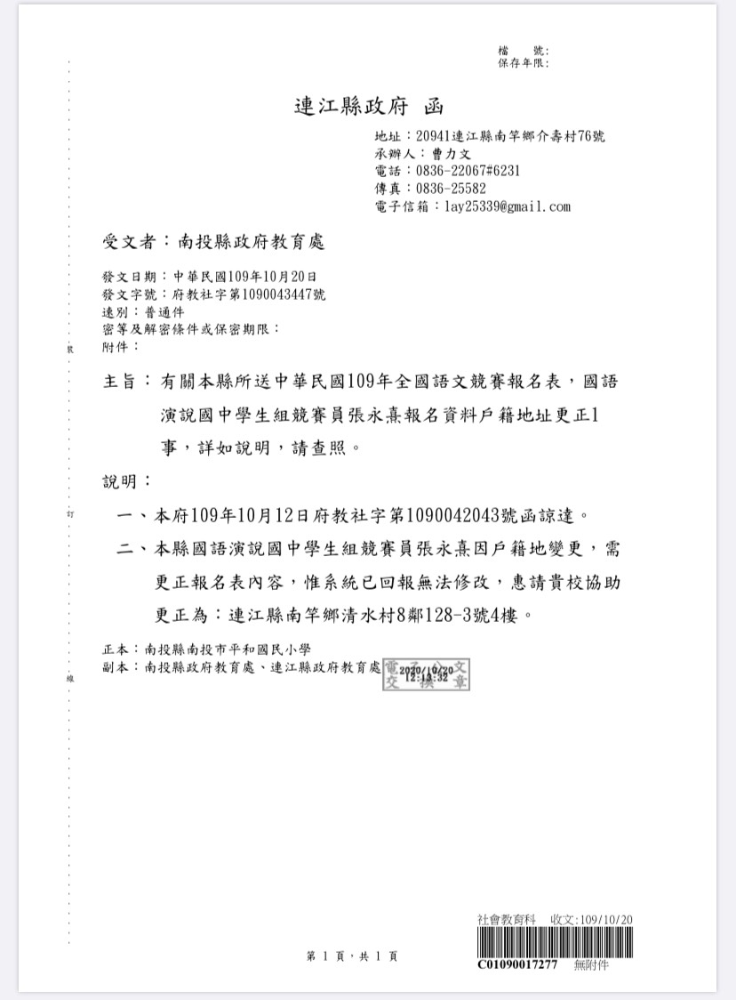 檔　　號:
保存年限:
連江縣政府 函
地址：20941連江縣南竿鄉介壽村76號
承辦人：曹力文
電話：0836-22067#6231
傳真：0836-25582
電子信箱：lay25339@gmail.com
受文者：南投縣政府教育處
發文日期：中華民國109年10月20日
發文字號：府教社字第1090043447號
速別：普通件
密等及解密條件或保密期限：
附件：
主旨：有關本縣所送中華民國109年全國語文競賽報名表，國語
演說國中學生組競賽員張永熹報名資料戶籍地址更正1
事，詳如說明，請查照。
說明：
一、本府109年10月12日府教社字第1090042043號函諒達。
二、本縣國語演說國中學生組競賽員張永熹因戶籍地變更，需
更正報名表內容，惟系統已回報無法修改，惠請貴校協助
更正為：連江縣南竿鄉清水村8鄰128-3號4樓。
正本：南投縣南投市平和國民小學
副本：南投縣政府教育處、連江縣政府教育處
電子公文
交換章
2020/10/20
12:13:32
裝
訂
線
社會教育科　收文:109/10/20
C01090017277　無附件
第 1 頁，共 1 頁